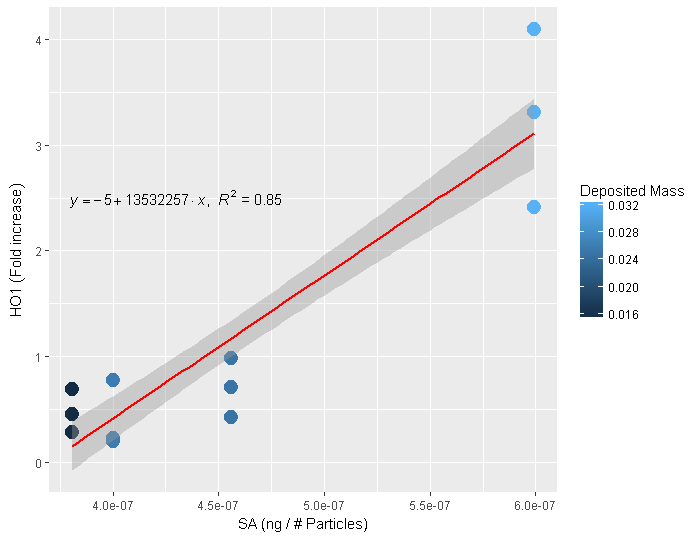 4
3
2
1
0
HO1 (Fold increase)
y = −5 + 13532257 · x, R² = 0.85
4.0e-07 4.5e-07 5.0e-07 5.5e-07 6.0e-07
SA (ng / # Particles)
Deposited Mass
0.032
0.028
0.024
0.020
0.016